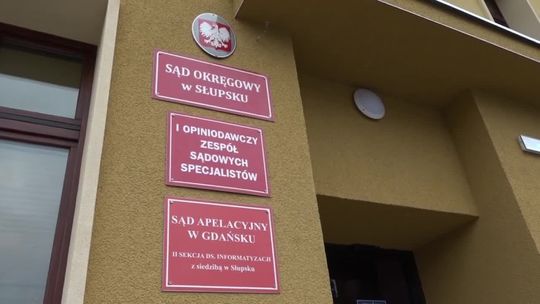 SĄD OKRĘGOWY
W SŁUPSKU
I OPINIODAWCZY
ZESPÓŁ
SĄDOWYCH
SPECJALISTÓW
SĄD APELACYJNY
W GDAŃSKU
II SEKCJA DS. INFORMATYZACJI
z siedzibą w Słupsku